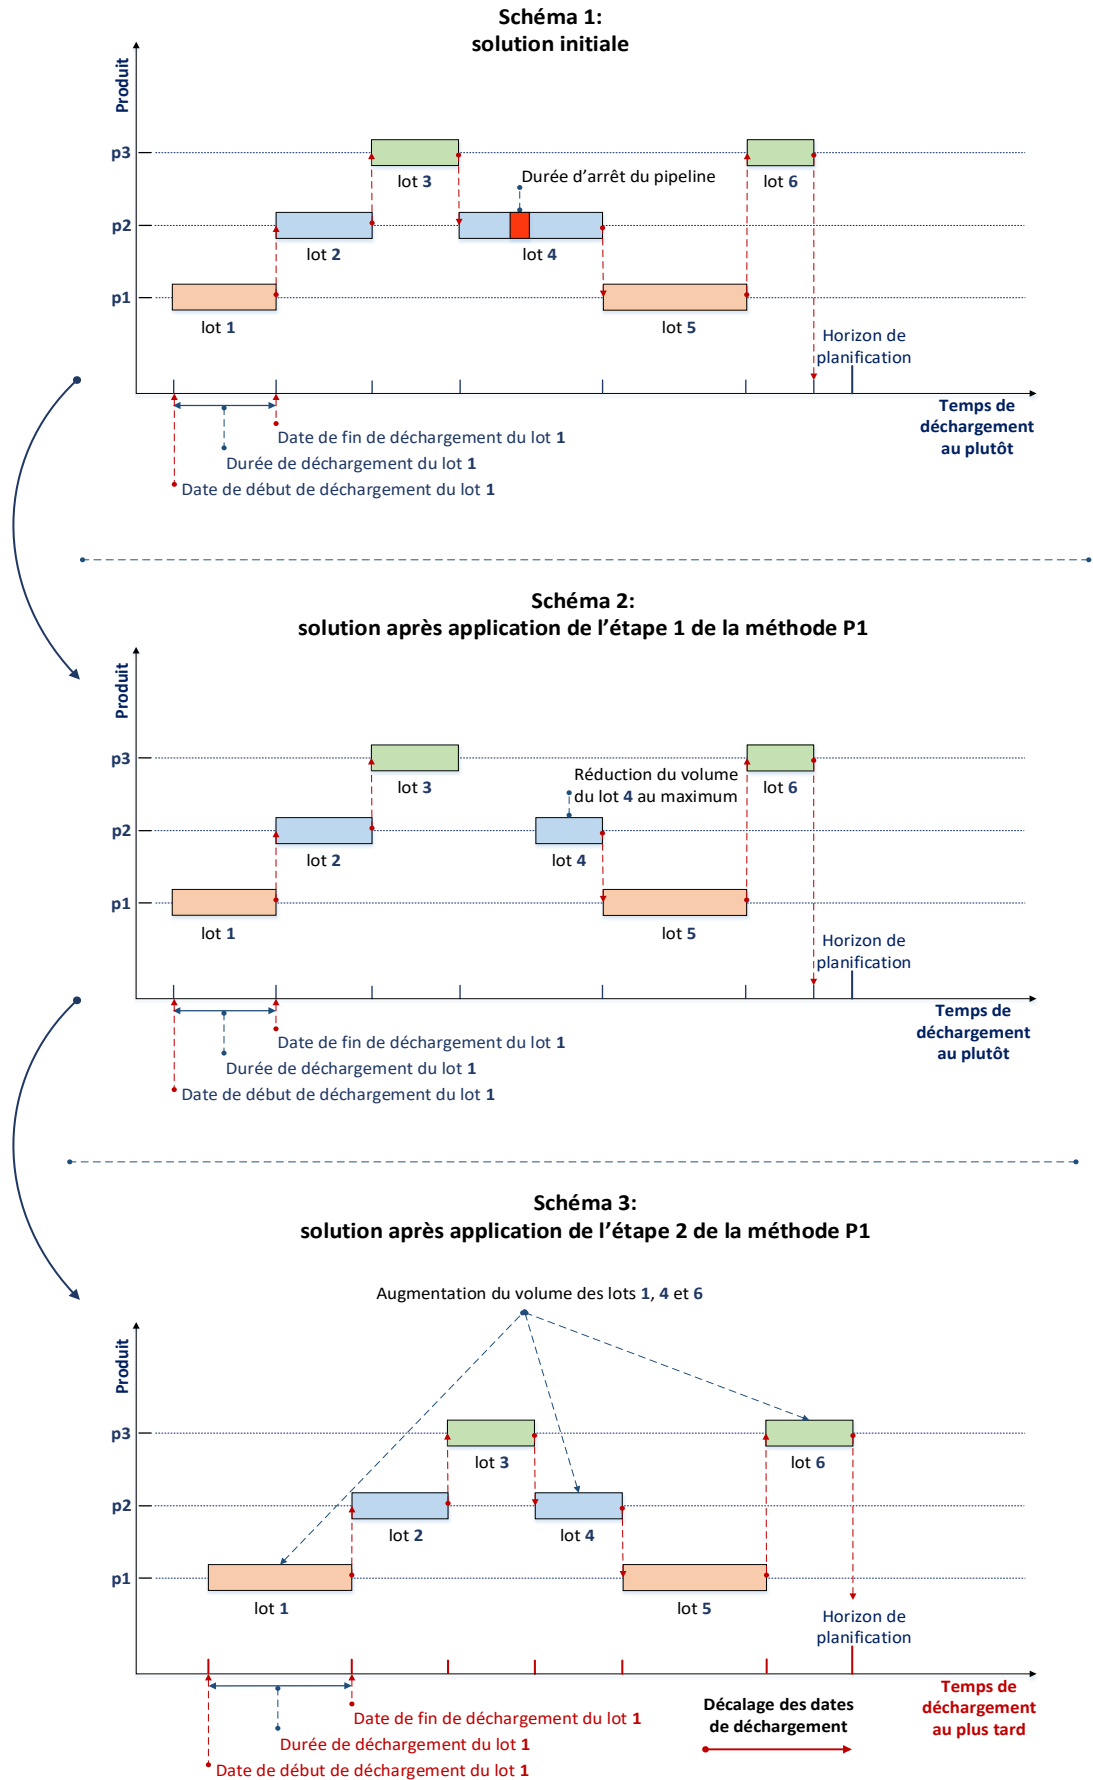 Schéma 1:
solution initiale
Produit
p3
lot 3
lot 6
Durée d'arrêt du pipeline
p2
lot 2
lot 4
p1
lot 1
lot 5
Horizon de
planification
Temps de
déchargement
au plutôt
Date de fin de déchargement du lot 1
Durée de déchargement du lot 1
Date de début de déchargement du lot 1
Schéma 2:
solution après application de l'étape 1 de la méthode P1
Produit
p3
lot 3
lot 6
Réduction du volume
du lot 4 au maximum
p2
lot 2
lot 4
p1
lot 1
lot 5
Horizon de
planification
Temps de
déchargement
au plutôt
Date de fin de déchargement du lot 1
Durée de déchargement du lot 1
Date de début de déchargement du lot 1
Schéma 3:
solution après application de l'étape 2 de la méthode P1
Augmentation du volume des lots 1, 4 et 6
Produit
p3
lot 3
lot 6
p2
lot 2
lot 4
p1
lot 1
lot 5
Horizon de
planification
Temps de
déchargement
au plus tard
Décalage des dates
de déchargement
Date de fin de déchargement du lot 1
Durée de déchargement du lot 1
Date de début de déchargement du lot 1